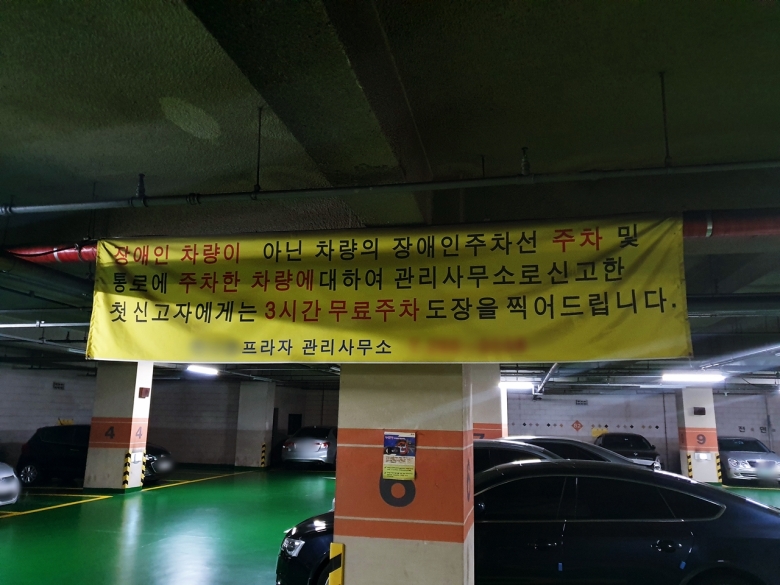 장애인 차량이 아닌 차량의 장애인주차선 주차 및
통로에 주차한 차량에대하여 관리사무소로신고한
첫신고자에게는 3시간 무료주차 도장을 찍어드립니다.
프라자 관리사무소
4 4
6
7
9